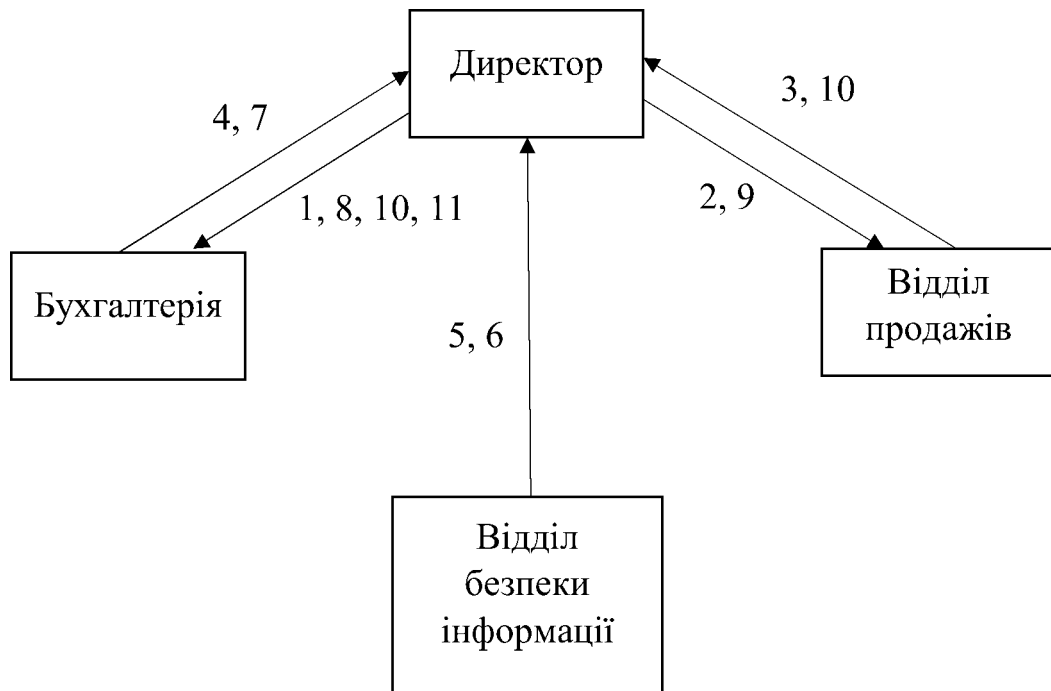 Директор
4, 7
3, 10
1, 8, 10, 11
2, 9
Бухгалтерія
Відділ
продажів
5, 6
Відділ
безпеки
інформації